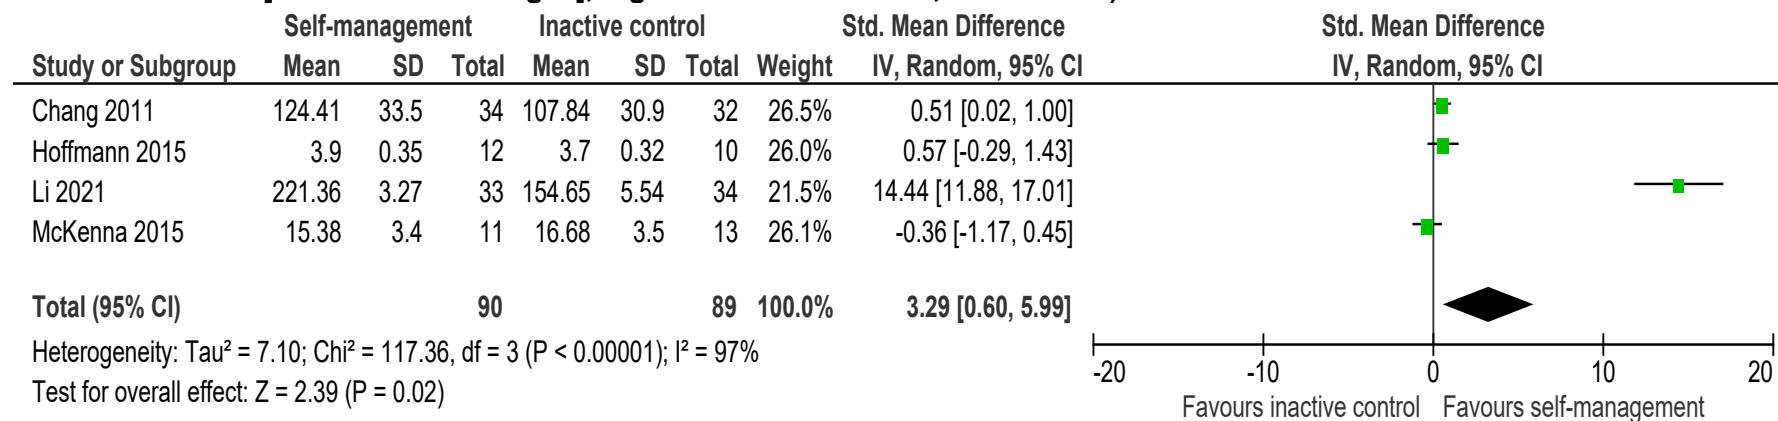 Self-management Inactive control Std. Mean Difference Std. Mean Difference
Study or Subgroup Mean SD Total Mean SD Total Weight IV, Random, 95% CI IV, Random, 95% CI
Chang 2011 124.41 33.5 34 107.84 30.9 32 26.5% 0.51 [0.02, 1.00]
Hoffmann 2015 3.9 0.35 12 3.7 0.32 10 26.0% 0.57 [-0.29, 1.43]
Li 2021 221.36 3.27 33 154.65 5.54 34 21.5% 14.44 [11.88, 17.01]
McKenna 2015 15.38 3.4 11 16.68 3.5 13 26.1% -0.36 [-1.17, 0.45]
Total (95% CI) 90 89 100.0% 3.29 [0.60, 5.99]
Heterogeneity: Tau² = 7.10; Chi² = 117.36, df = 3 (P < 0.00001); I² = 97%
Test for overall effect: Z = 2.39 (P = 0.02)
-20 -10 0 10 20
Favours inactive control Favours self-management